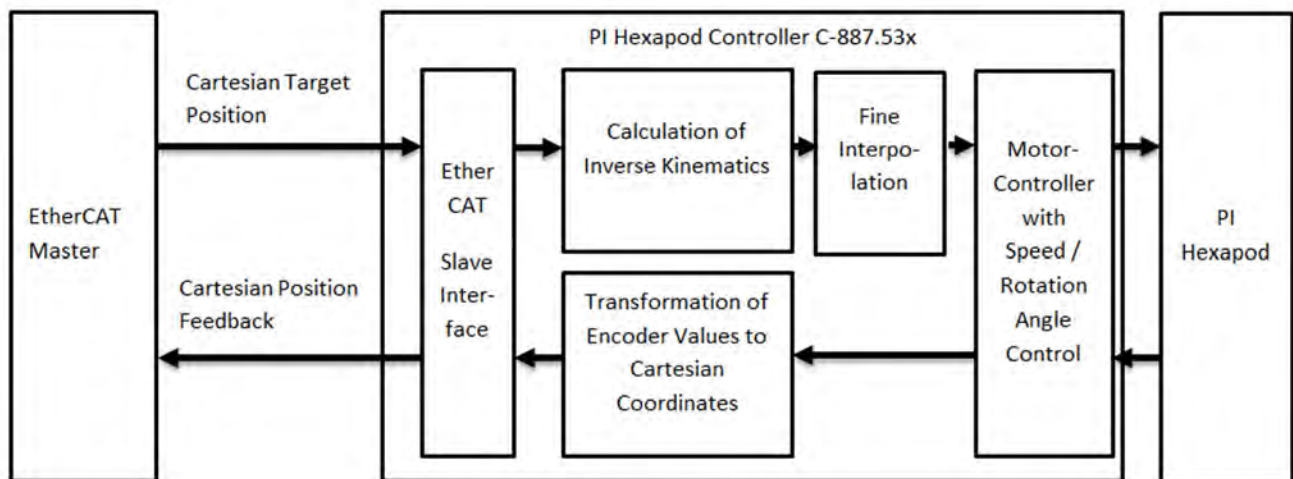 PI Hexapod Controller C-887.53x
Cartesian Target
Position
Calculation of
Inverse Kinematics
Fine
Interpo-
lation
Ether
CAT
Slave
Inter-
face
Motor-
Controller
with
Speed /
Rotation
Angle
Control
EtherCAT
Master
PI
Hexapod
Cartesian Position
Feedback
Transformation of
Encoder Values to
Cartesian
Coordinates